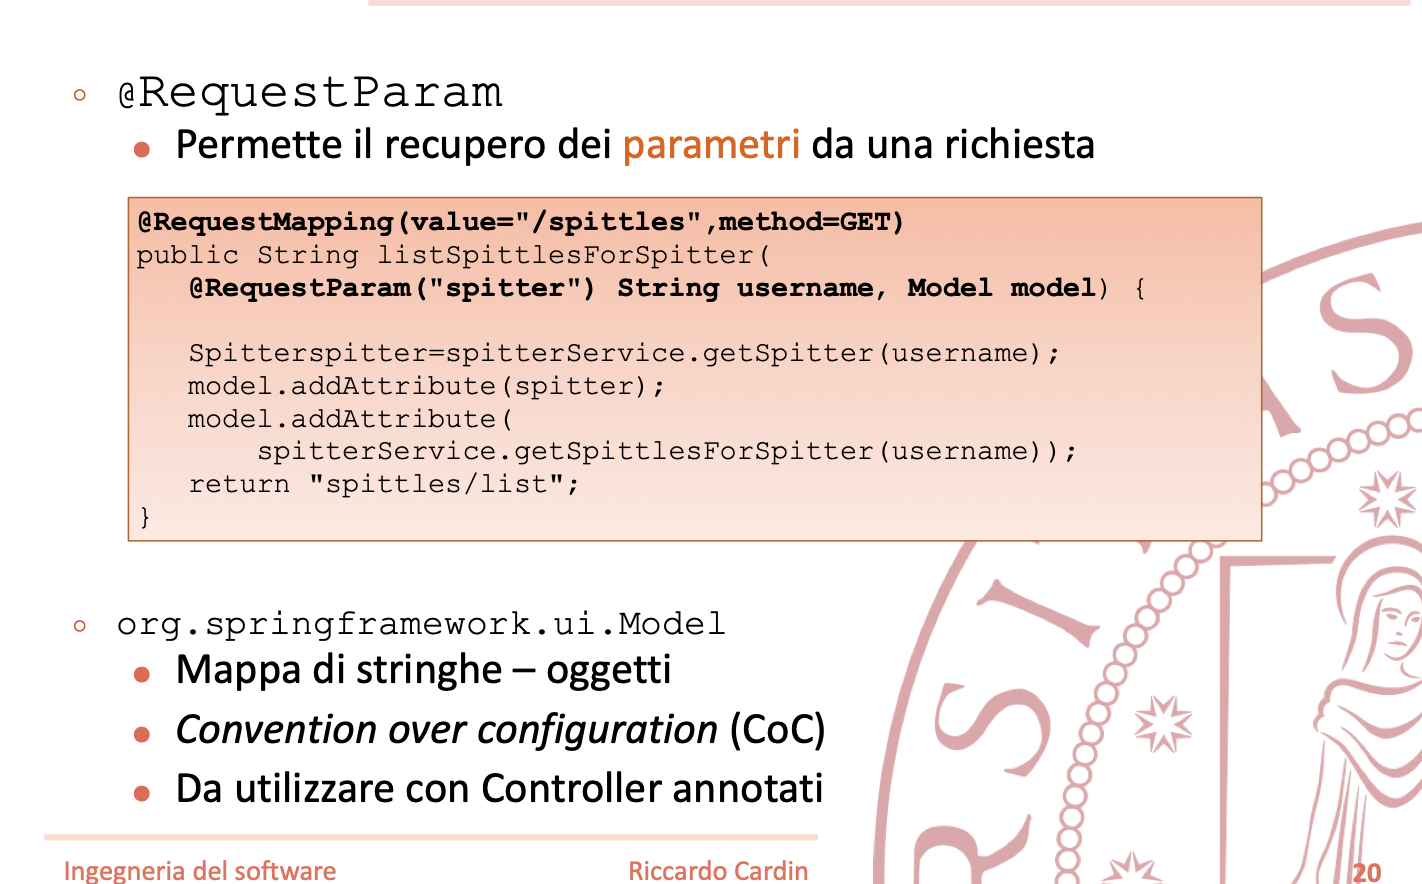 @RequestParam
Permette il recupero dei parametri da una richiesta
@RequestMapping(value="/spittles",method=GET)
public String listSpittlesForSpitter(
@RequestParam("spitter") String username, Model model) {
Spitterspitter=spitterService.getSpitter(username);
model.addAttribute(spitter);
model.addAttribute(
spitterService.getSpittlesForSpitter(username));
return "spittles/list";
}
org.springframework.ui.Model
Mappa di stringhe – oggetti
Convention over configuration (CoC)
Da utilizzare con Controller annotati
Ingegneria del software
Riccardo Cardin
20